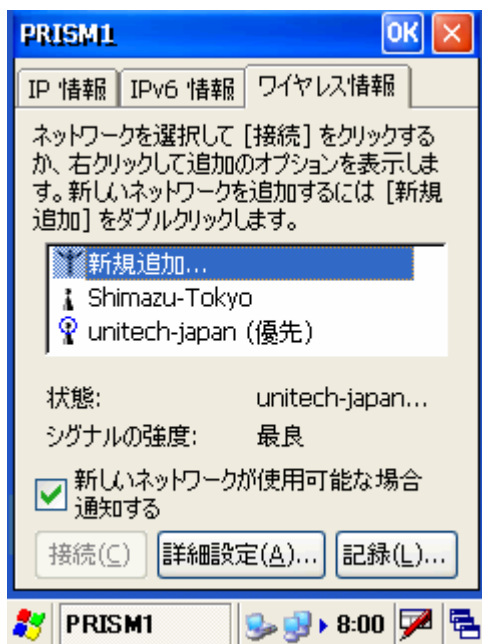 PRISM1 OK
IP 情報 IPv6 情報 ワイヤレス情報
ネットワークを選択して [接続] をクリックする
か、右クリックして追加のオプションを表示しま
す。新しいネットワークを追加するには [新規
追加] をダブルクリックします。
新規追加...
Shimazu-Tokyo
unitech-japan (優先)
状態: unitech-japan...
シグナルの強度: 最良
新しいネットワークが使用可能な場合
通知する
接続(C) 詳細設定(A)... 記録(L)...
PRISM1 8:00